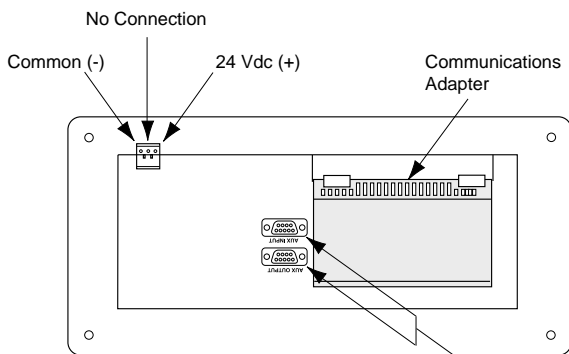 No Connection
Common (-)
24 Vdc (+)
Communications
Adapter
AUX INPUT
AUX OUTPUT